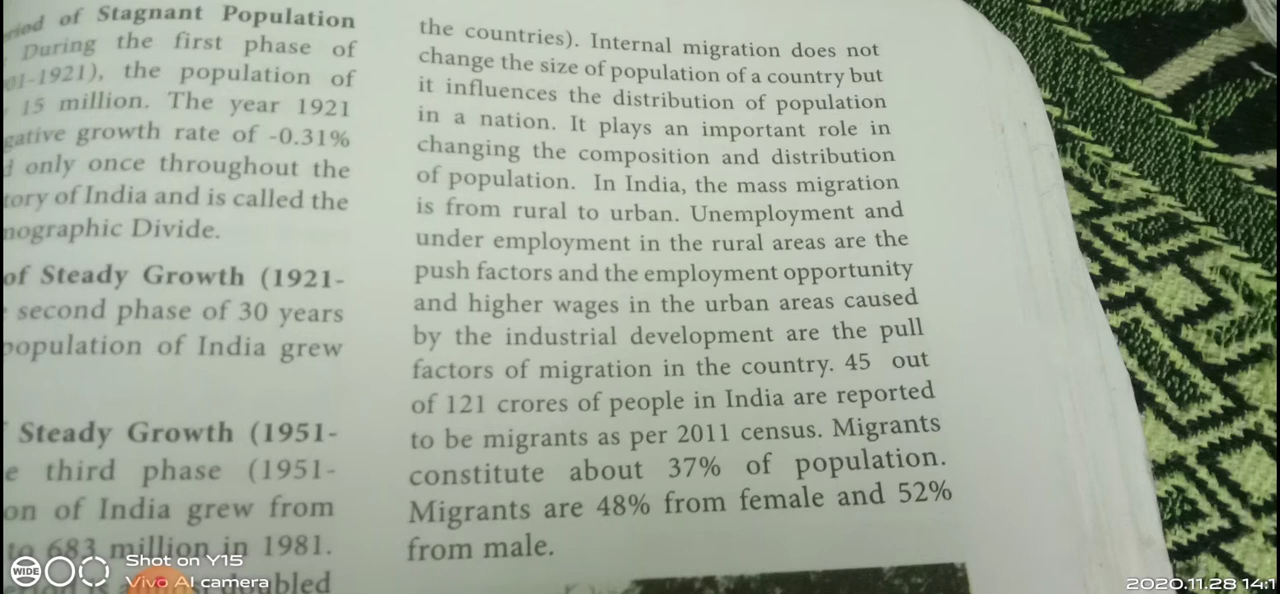 of Stagnant Population
During the first phase of
1921), the population of
15 million. The year 1921
growth rate of -0.31%
only once throughout the
of India and is called the
Divide.
of Steady Growth (1921-
second phase of 30 years
population of India grew
Steady Growth (1951-
third phase (1951-
of India grew from
683 million in 1981.
the countries). Internal migration does not
change the size of population of a country but
it influences the distribution of population
in a nation. It plays an important role in
changing the composition and distribution
of population. In India, the mass migration
is from rural to urban. Unemployment and
under employment in the rural areas are the
push factors and the employment opportunity
and higher wages in the urban areas caused
by the industrial development are the pull
factors of migration in the country. 45 out
of 121 crores of people in India are reported
to be migrants as per 2011 census. Migrants
constitute about 37% of population.
Migrants are 48% from female and 52%
from male.
WIDE
Shot on Y15
Vivo AI camera
2020.11.28 14:1